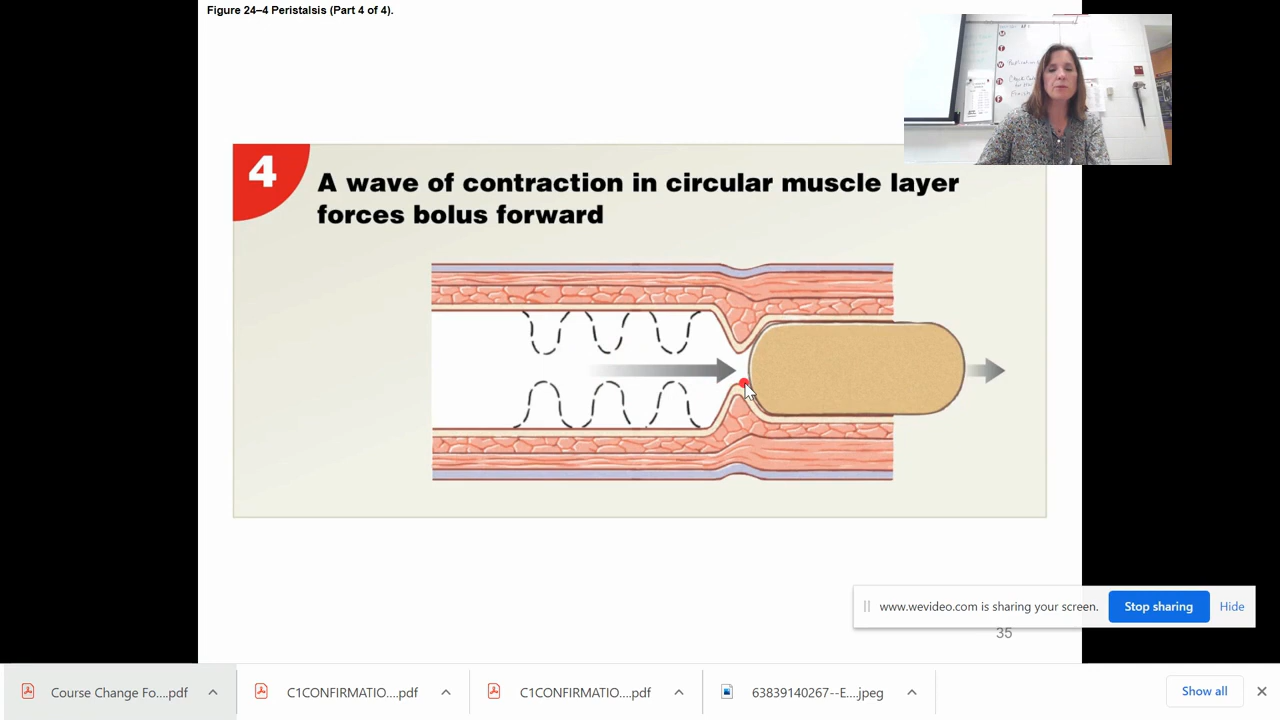 Figure 24–4 Peristalsis (Part 4 of 4).
M
T
W
F
4
A wave of contraction in circular muscle layer
forces bolus forward
www.wevideo.com is sharing your screen.
Stop sharing
Hide
35
Course Change Fo....pdf
C1CONFIRMATIO....pdf
C1CONFIRMATIO....pdf
63839140267--E....jpeg
Show all